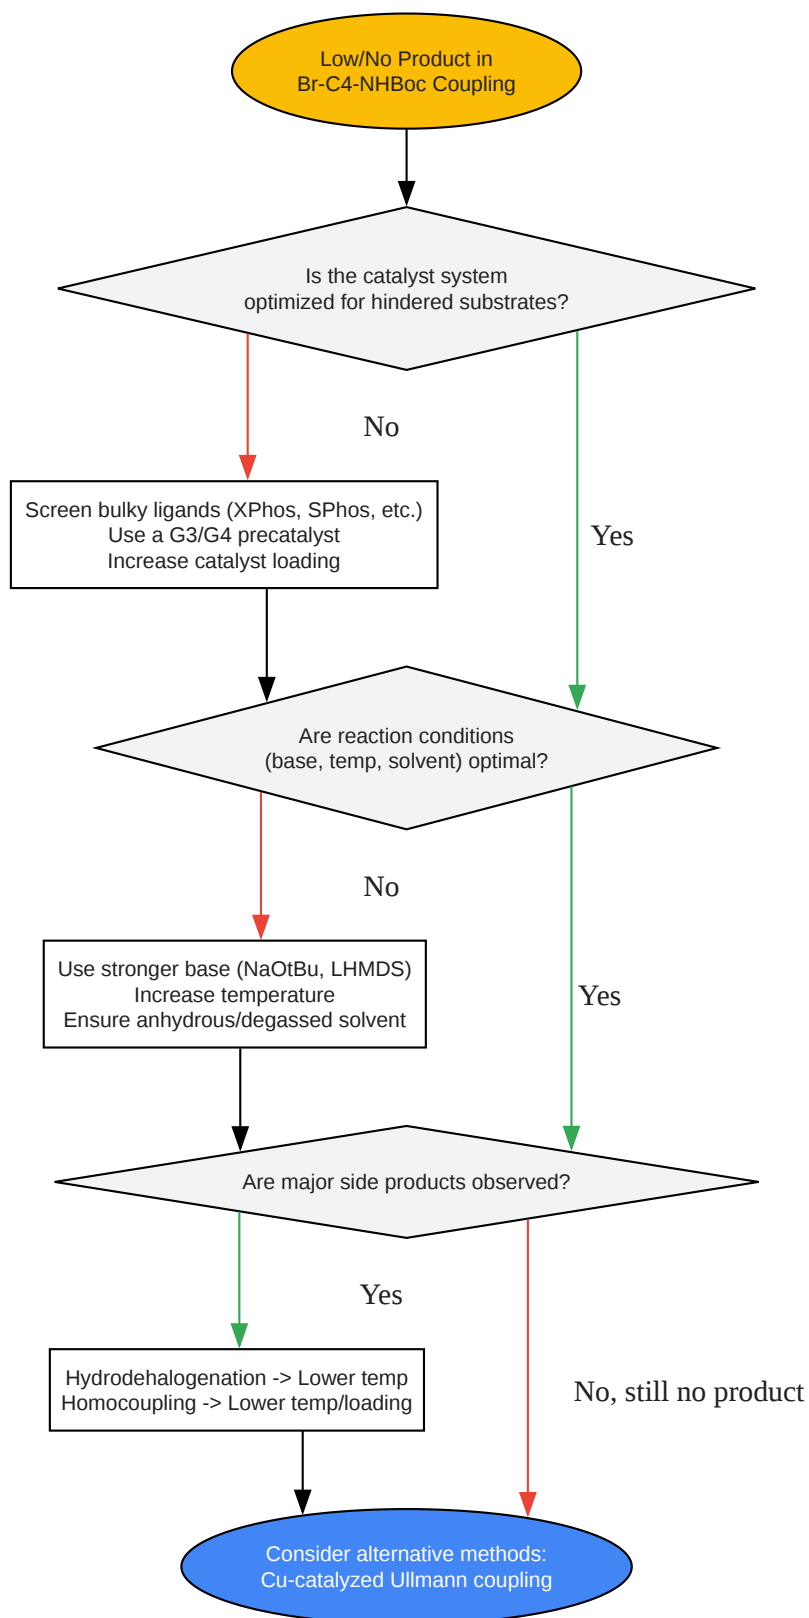 Low/No Product in
Br-C4-NHBoc Coupling
Is the catalyst system
optimized for hindered substrates?
No
Screen bulky ligands (XPhos, SPhos, etc.)
Use a G3/G4 precatalyst
Increase catalyst loading
Yes
Are reaction conditions
(base, temp, solvent) optimal?
No
Use stronger base (NaOtBu, LHMDS)
Increase temperature
Ensure anhydrous/degassed solvent
Yes
Are major side products observed?
Yes
Hydrodehalogenation -> Lower temp
Homocoupling -> Lower temp/loading
No, still no product
Consider alternative methods:
Cu-catalyzed Ullmann coupling